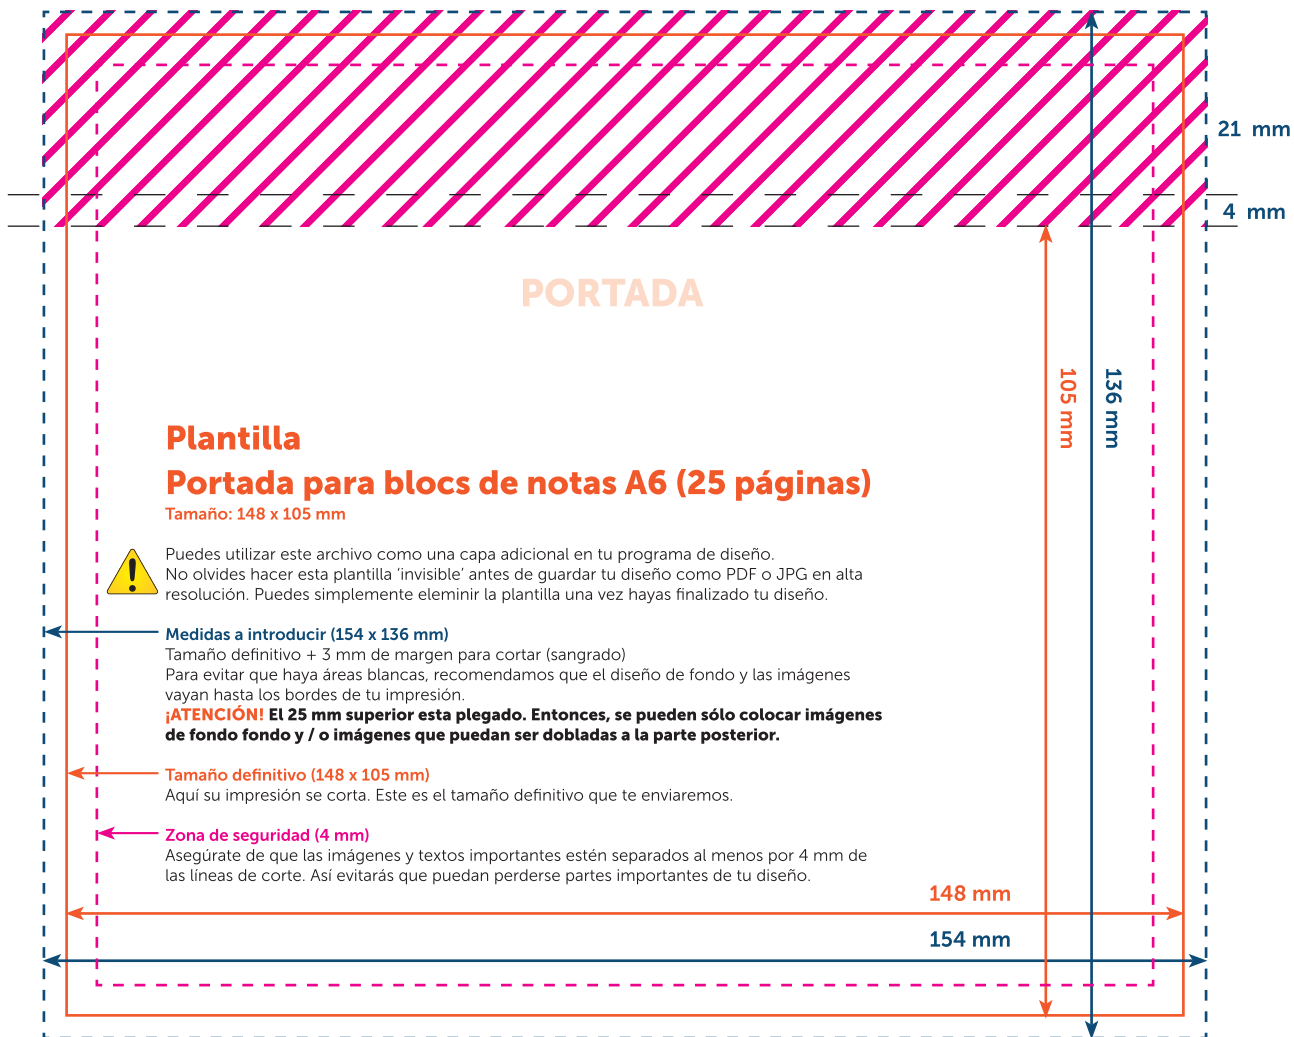 21 mm
4 mm
PORTADA
105 mm
136 mm
Plantilla
Portada para blocs de notas A6 (25 páginas)
Tamaño: 148 x 105 mm
Puedes utilizar este archivo como una capa adicional en tu programa de diseño.
No olvides hacer esta plantilla ‘invisible’ antes de guardar tu diseño como PDF o JPG en alta
resolución. Puedes simplemente eleminir la plantilla una vez hayas finalizado tu diseño.
Medidas a introducir (154 x 136 mm)
Tamaño definitivo + 3 mm de margen para cortar (sangrado)
Para evitar que haya áreas blancas, recomendamos que el diseño de fondo y las imágenes
vayan hasta los bordes de tu impresión.
¡ATENCIÓN! El 25 mm superior esta plegado. Entonces, se pueden sólo colocar imágenes
de fondo fondo y / o imágenes que puedan ser dobladas a la parte posterior.
Tamaño definitivo (148 x 105 mm)
Aquí su impresión se corta. Este es el tamaño definitivo que te enviaremos.
Zona de seguridad (4 mm)
Asegúrate de que las imágenes y textos importantes estén separados al menos por 4 mm de
las líneas de corte. Así evitarás que puedan perderse partes importantes de tu diseño.
148 mm
154 mm